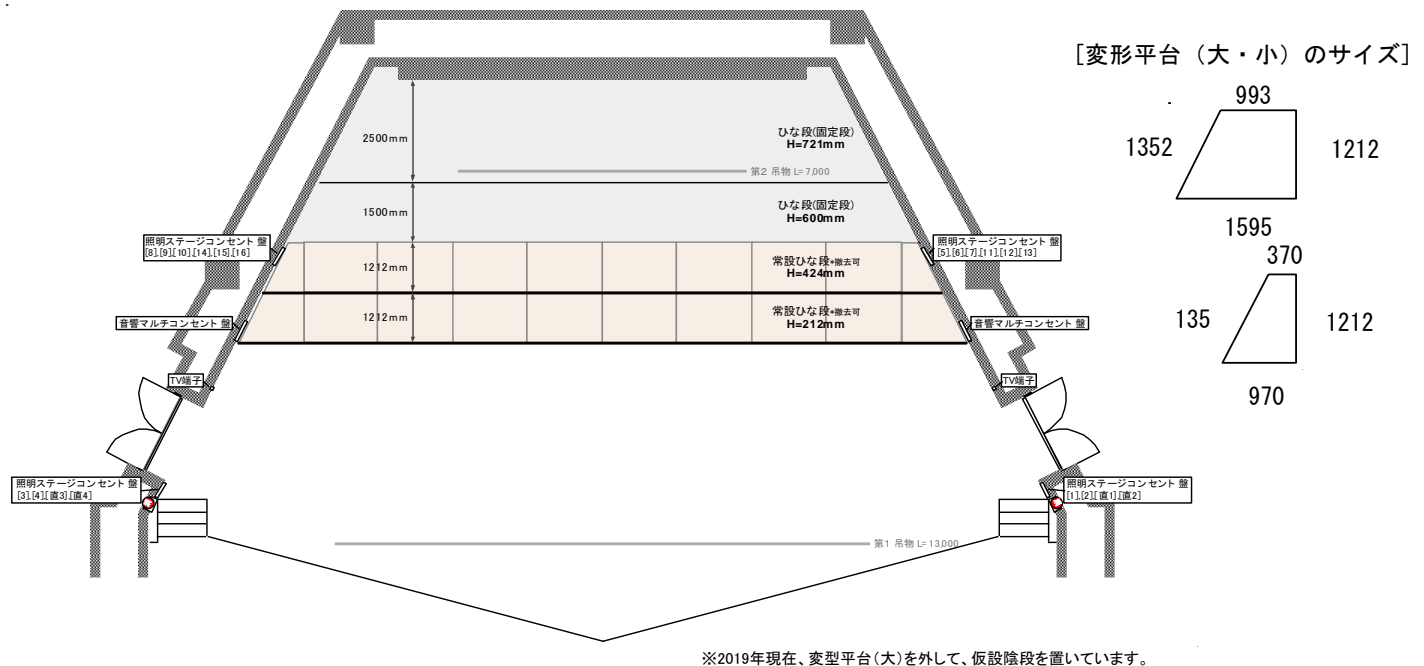 [変形平台（大・小）のサイズ]
993
1352
1212
1595
370
135
1212
970
2500mm
ひな段(固定段)
H=721mm
第2 吊物 L= 7,000
1500mm
ひな段(固定段)
H=600mm
照明ステージコンセント 盤
[8],[9],[10],[14],[15],[16]
照明ステージコンセント 盤
[5],[6],[7],[11],[12],[13]
1212mm
常設ひな段*撤去可
H=424mm
1212mm
常設ひな段*撤去可
H=212mm
音響マルチコンセント 盤
音響マルチコンセント 盤
TV端子
TV端子
照明ステージコンセント 盤
[3],[4],[直3],[直4]
照明ステージコンセント 盤
[1],[2],[直1],[直2]
第1 吊物 L= 13,000
※2019年現在、変型平台(大)を外して、仮設陰段を置いています。